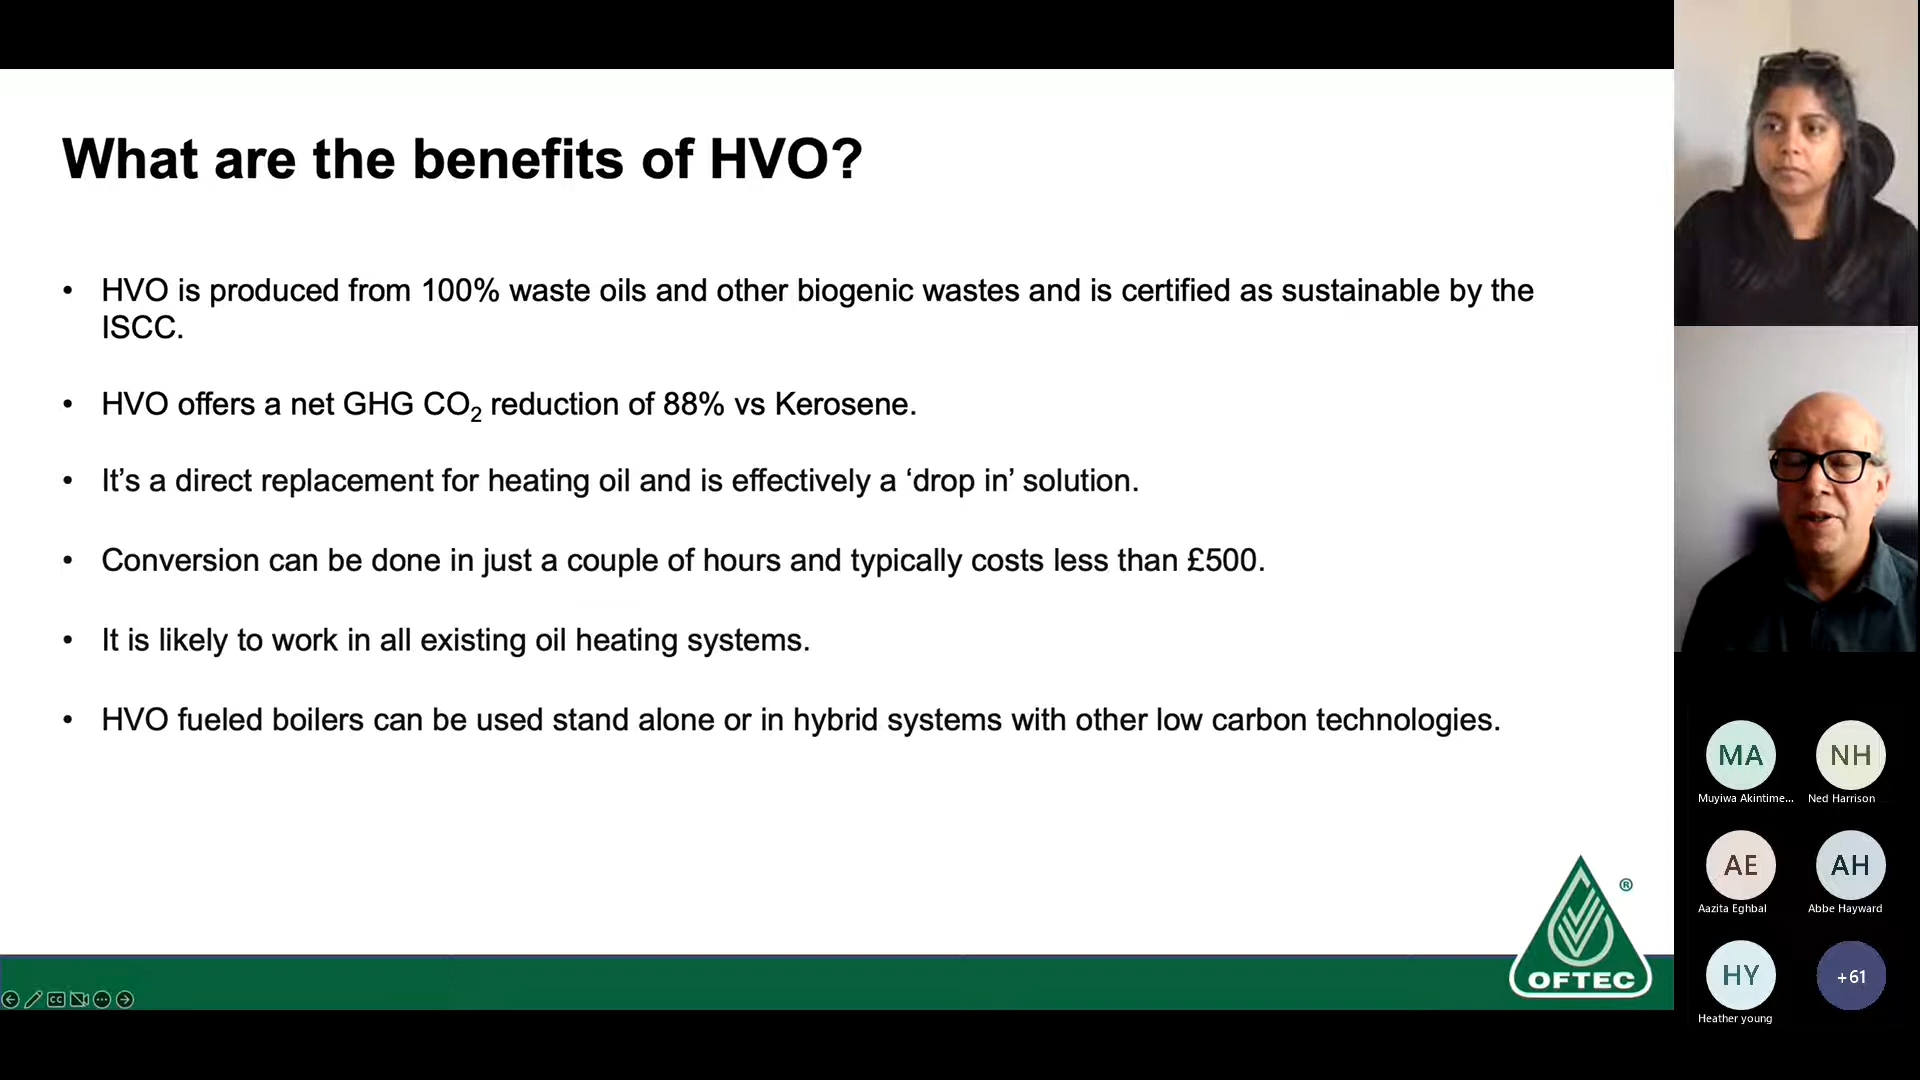 What are the benefits of HVO?
• HVO is produced from 100% waste oils and other biogenic wastes and is certified as sustainable by the
ISCC.
• HVO offers a net GHG CO₂ reduction of 88% vs Kerosene.
• It’s a direct replacement for heating oil and is effectively a ‘drop in’ solution.
• Conversion can be done in just a couple of hours and typically costs less than £500.
• It is likely to work in all existing oil heating systems.
• HVO fueled boilers can be used stand alone or in hybrid systems with other low carbon technologies.
®
OFTEC
CC
MA
Muyiwa Akintime...
NH
Ned Harrison
AE
Aazita Eghbal
AH
Abbe Hayward
HY
Heather young
+61